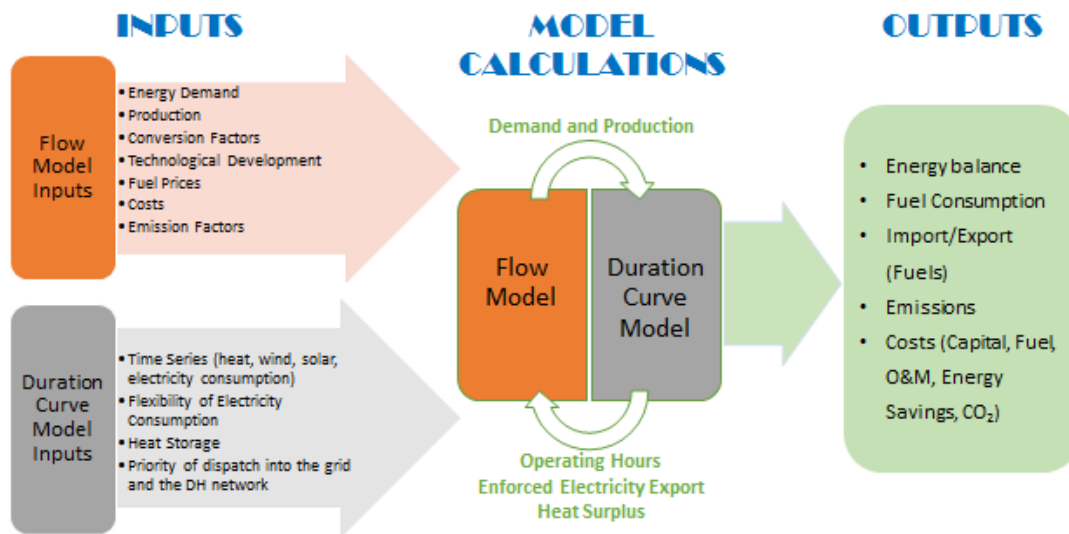 INPUTS
Flow
Model
Inputs
• Energy Demand
• Production
• Conversion Factors
• Technological Development
• Fuel Prices
• Costs
• Emission Factors
Duration
Curve
Model
Inputs
• Time Series (heat, wind, solar,
electricity consumption)
• Flexibility of Electricity
Consumption
• Heat Storage
• Priority of dispatch into the grid
and the DH network
MODEL
CALCULATIONS
Demand and Production
Flow
Model
Duration
Curve
Model
Operating Hours
Enforced Electricity Export
Heat Surplus
OUTPUTS
• Energy balance
• Fuel Consumption
• Import/Export
(Fuels)
• Emissions
• Costs (Capital, Fuel,
O&M, Energy
Savings, CO₂)